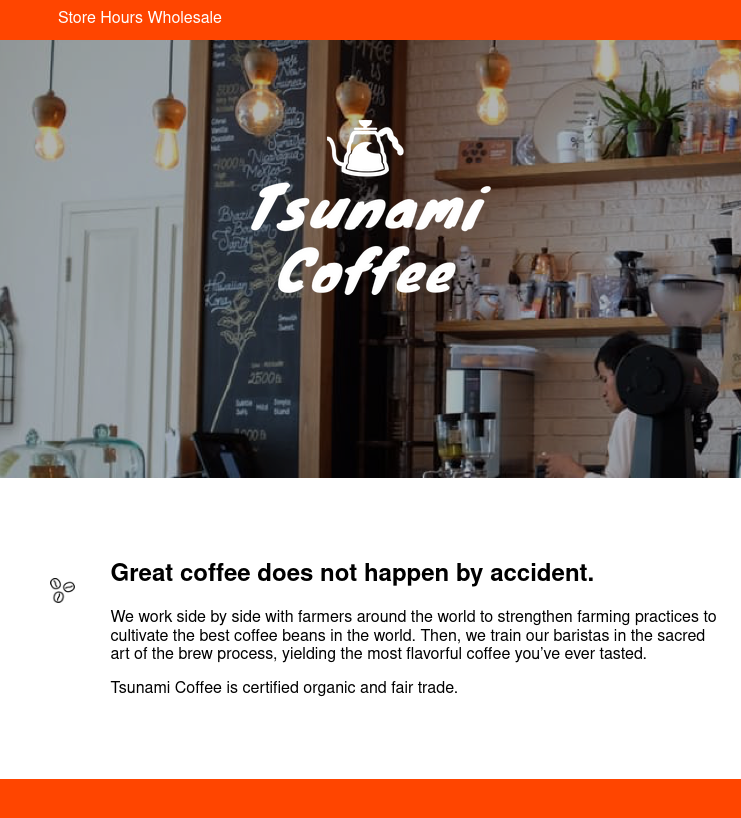 Store Hours Wholesale
Tsunami
Coffee
2500ft
Great coffee does not happen by accident.
We work side by side with farmers around the world to strengthen farming practices to
cultivate the best coffee beans in the world. Then, we train our baristas in the sacred
art of the brew process, yielding the most flavorful coffee you’ve ever tasted.
Tsunami Coffee is certified organic and fair trade.